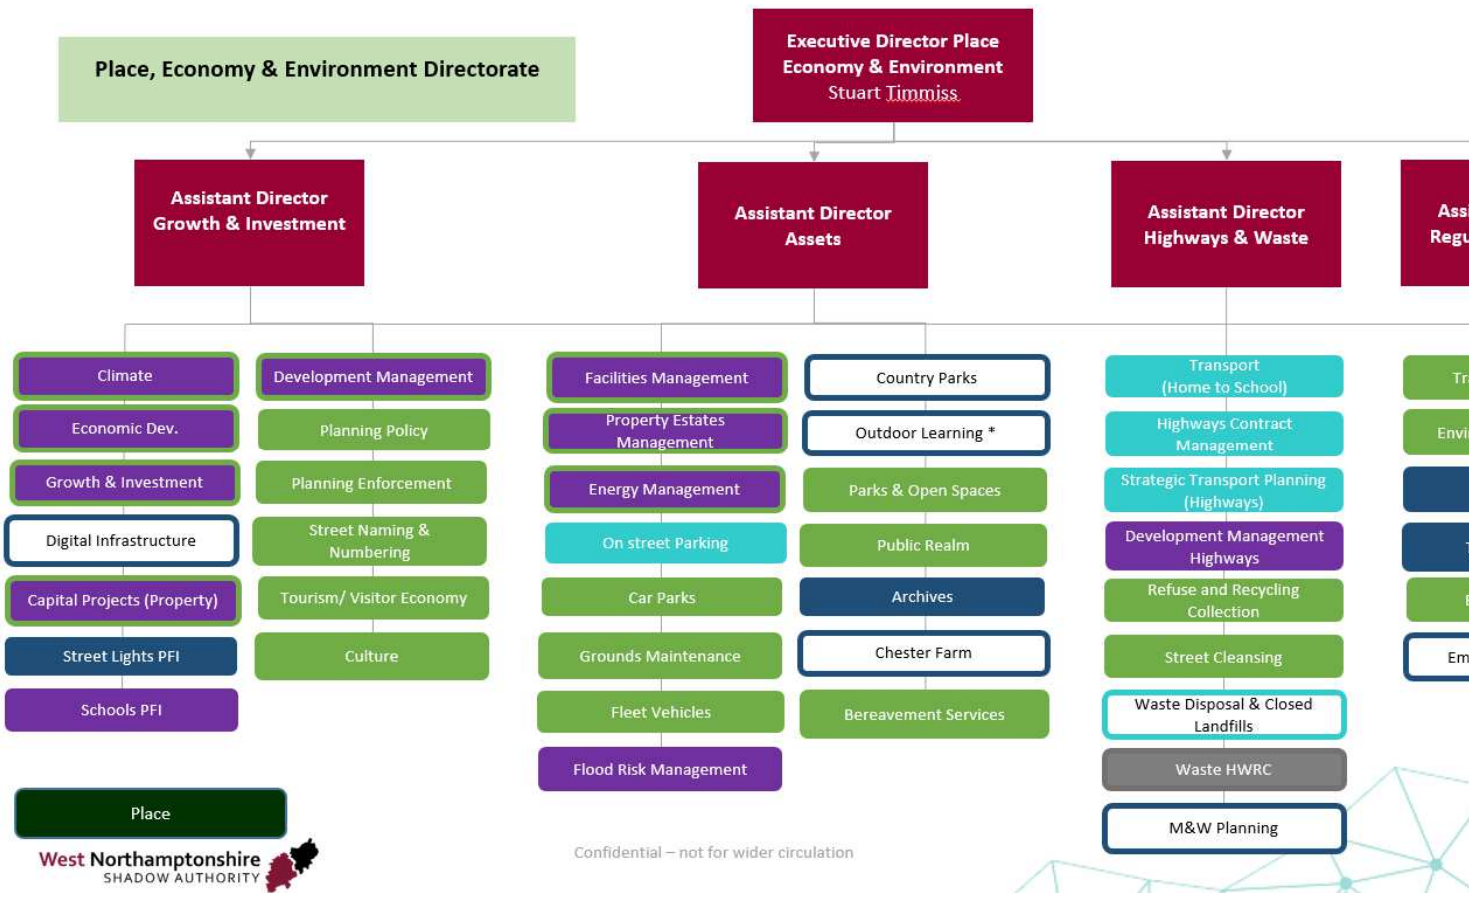 Place, Economy & Environment Directorate
Executive Director Place
Economy & Environment
Stuart Timmiss
Assistant Director
Growth & Investment
Assistant Director
Assets
Assistant Director
Highways & Waste
Climate
Economic Dev.
Growth & Investment
Digital Infrastructure
Capital Projects (Property)
Street Lights PFI
Schools PFI
Development Management
Planning Policy
Planning Enforcement
Street Naming &
Numbering
Tourism/ Visitor Economy
Culture
Facilities Management
Property Estates
Management
Energy Management
On street Parking
Car Parks
Grounds Maintenance
Fleet Vehicles
Flood Risk Management
Country Parks
Outdoor Learning *
Parks & Open Spaces
Public Realm
Archives
Chester Farm
Bereavement Services
Transport
(Home to School)
Highways Contract
Management
Strategic Transport Planning
(Highways)
Development Management
Highways
Refuse and Recycling
Collection
Street Cleansing
Waste Disposal & Closed
Landfills
Waste HWRC
M&W Planning
Place
West Northamptonshire
SHADOW AUTHORITY
Confidential – not for wider circulation